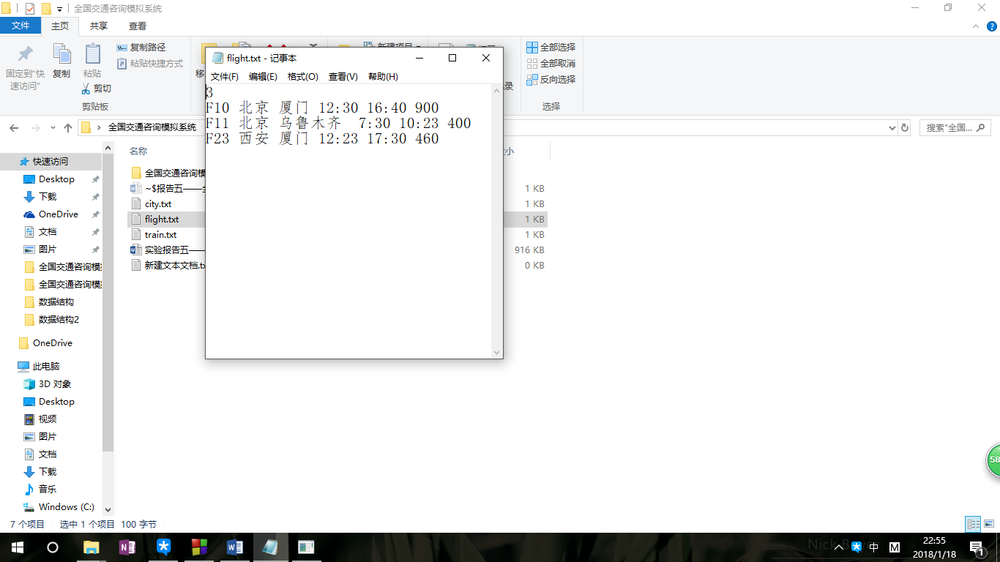 全国交通咨询模拟系统
文件 主页 共享 查看
固定到"快速访问"
复制
粘贴
复制路径
粘贴快捷方式
剪切
剪贴板
全部选择
全部取消
反向选择
选择
全国交通咨询模拟系统
搜索"全国...
flight.txt - 记事本
文件(F) 编辑(E) 格式(O) 查看(V) 帮助(H)
3
F10 北京 厦门 12:30 16:40 900
F11 北京 乌鲁木齐 7:30 10:23 400
F23 西安 厦门 12:23 17:30 460
快速访问
Desktop
下载
OneDrive
文档
图片
全国交通咨询模
全国交通咨询模
数据结构
数据结构2
OneDrive
此电脑
3D 对象
Desktop
视频
图片
文档
下载
音乐
Windows (C:)
名称
全国交通咨询模
~$报告五——
1 KB
city.txt
1 KB
flight.txt
1 KB
train.txt
1 KB
实验报告五——
916 KB
新建文本文档.tx
0 KB
7 个项目 选中 1 个项目 100 字节
58
中
M
22:55
2018/1/18
1